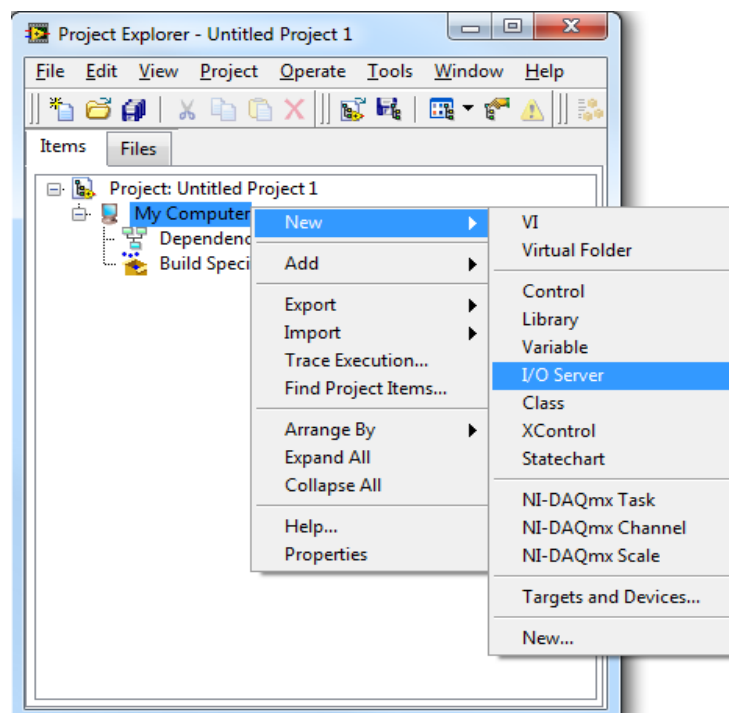 Project Explorer - Untitled Project 1
File Edit View Project Operate Tools Window Help
Items Files
Project: Untitled Project 1
My Computer
Dependenc
Build Speci
New
Add
Export
Import
Trace Execution...
Find Project Items...
Arrange By
Expand All
Collapse All
Help...
Properties
VI
Virtual Folder
Control
Library
Variable
I/O Server
Class
XControl
Statechart
NI-DAQmx Task
NI-DAQmx Channel
NI-DAQmx Scale
Targets and Devices...
New...